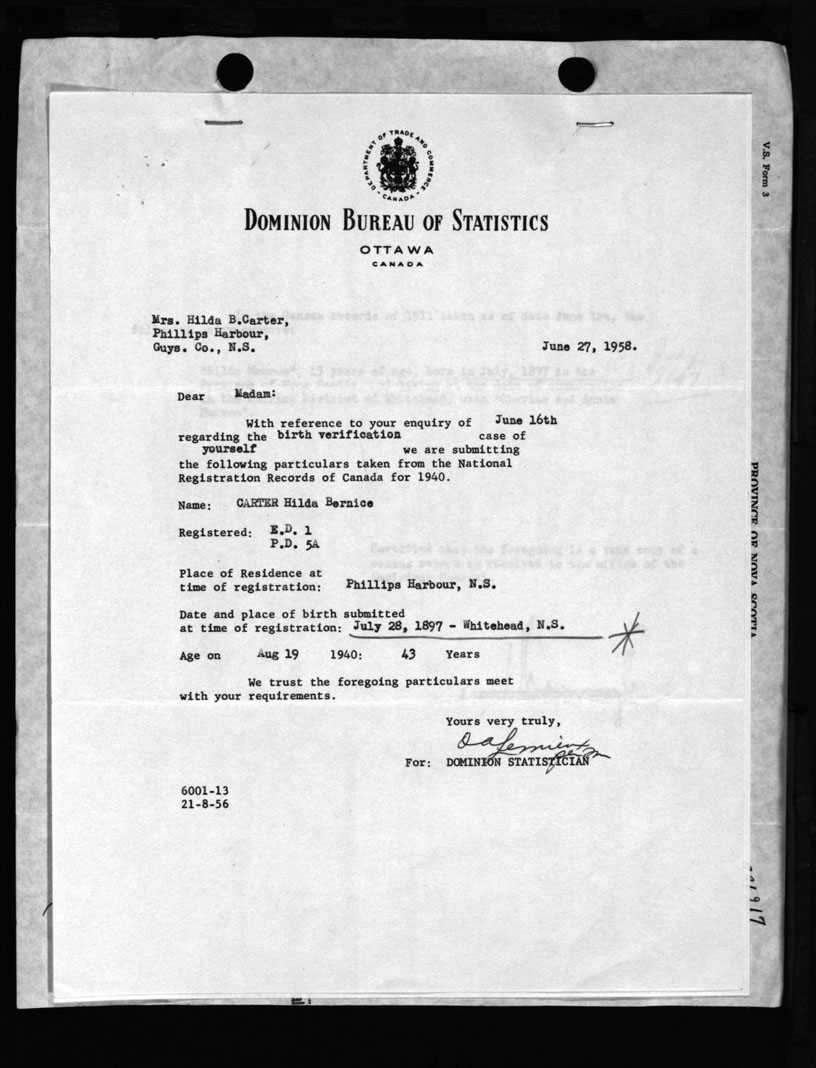 DEPARTMENT OF TRADE AND COMMERCE
- CANADA -
DOMINION BUREAU OF STATISTICS
OTTAWA
CANADA
V.S. Form 3
Mrs. Hilda B.Carter,
Phillips Harbour,
Guys. Co., N.S.
June 27, 1958.
Dear Madam:
With reference to your enquiry of June 16th
regarding the birth verification case of
yourself we are submitting
the following particulars taken from the National
Registration Records of Canada for 1940.
Name: CARTER Hilda Bernice
Registered: E.D. 1
P.D. 5A
Place of Residence at
time of registration: Phillips Harbour, N.S.
Date and place of birth submitted
at time of registration: July 28, 1897 - Whitehead, N.S.
Age on Aug 19 1940: 43 Years
We trust the foregoing particulars meet
with your requirements.
Yours very truly,
For: DOMINION STATISTICIAN
6001-13
21-8-56
PROVINCE OF NOVA SCOTIA